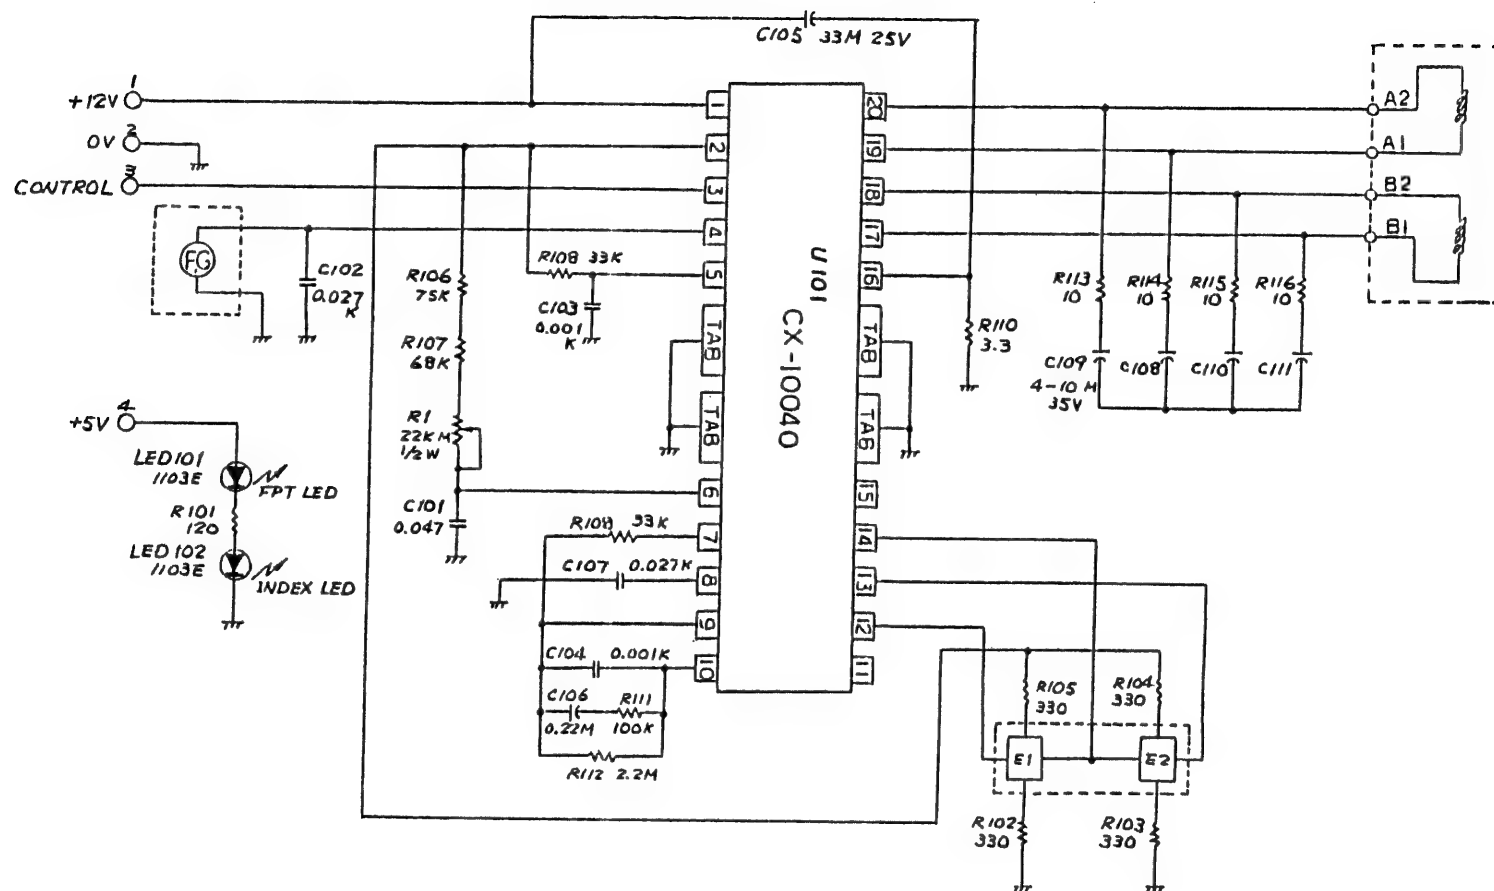 C105 33M 25V
1
+12V
2
0V
3
CONTROL
FG
C102
0.027
K
R106
75K
R107
68K
R1
22K M
1/2W
C101
0.047
R108 33K
C103
0.001
K
4
+5V
LED101
1103E
FPT LED
R101
120
LED102
1103E
INDEX LED
R109 33K
C107 0.027K
C104 0.001K
C106
0.22M
R111
100K
R112 2.2M
1
2
3
4
5
TAB
TAB
6
7
8
9
10
U101
CX-10040
20
19
18
17
16
TAB
TAB
15
14
13
12
11
R110
3.3
R113
10
R114
10
R115
10
R116
10
C109
4-10 M
35V
C108
C110
C111
A2
A1
B2
B1
R105
330
R104
330
E1
E2
R102
330
R103
330